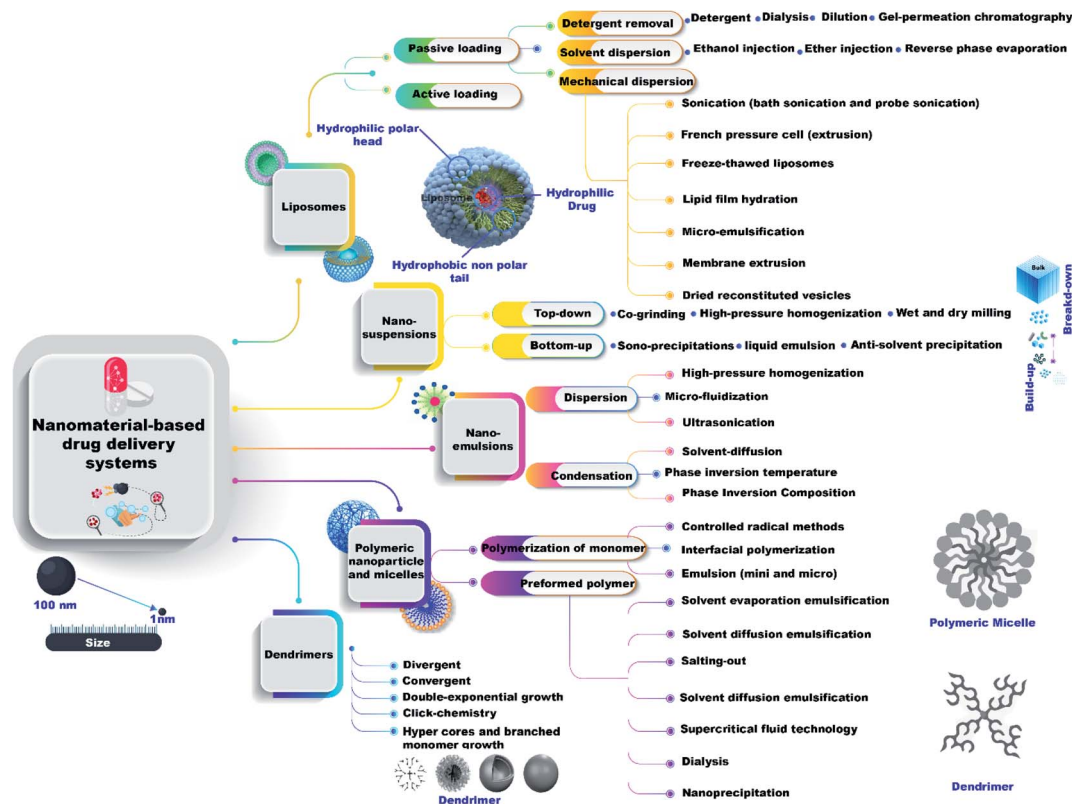 Nanomaterial-based
drug delivery
systems
100 nm
1nm
Size
Liposomes
Passive loading
Active loading
Detergent removal
Detergent
Dialysis
Dilution
Gel-permeation chromatography
Solvent dispersion
Ethanol injection
Ether injection
Reverse phase evaporation
Mechanical dispersion
Sonication (bath sonication and probe sonication)
French pressure cell (extrusion)
Freeze-thawed liposomes
Lipid film hydration
Micro-emulsification
Membrane extrusion
Dried reconstituted vesicles
Hydrophilic polar
head
Liposome
Hydrophilic
Drug
Hydrophobic non polar
tail
Nano-
suspensions
Top-down
Co-grinding
High-pressure homogenization
Wet and dry milling
Bottom-up
Sono-precipitations
liquid emulsion
Anti-solvent precipitation
Bulk
Breakd-own
Build-up
Nano-
emulsions
Dispersion
High-pressure homogenization
Micro-fluidization
Ultrasonication
Condensation
Solvent-diffusion
Phase inversion temperature
Phase Inversion Composition
Polymeric
nanoparticle
and micelles
Polymerization of monomer
Controlled radical methods
Interfacial polymerization
Emulsion (mini and micro)
Preformed polymer
Solvent evaporation emulsification
Solvent diffusion emulsification
Salting-out
Solvent diffusion emulsification
Supercritical fluid technology
Dialysis
Nanoprecipitation
Polymeric Micelle
Dendrimers
Divergent
Convergent
Double-exponential growth
Click-chemistry
Hyper cores and branched
monomer growth
Dendrimer
Dendrimer